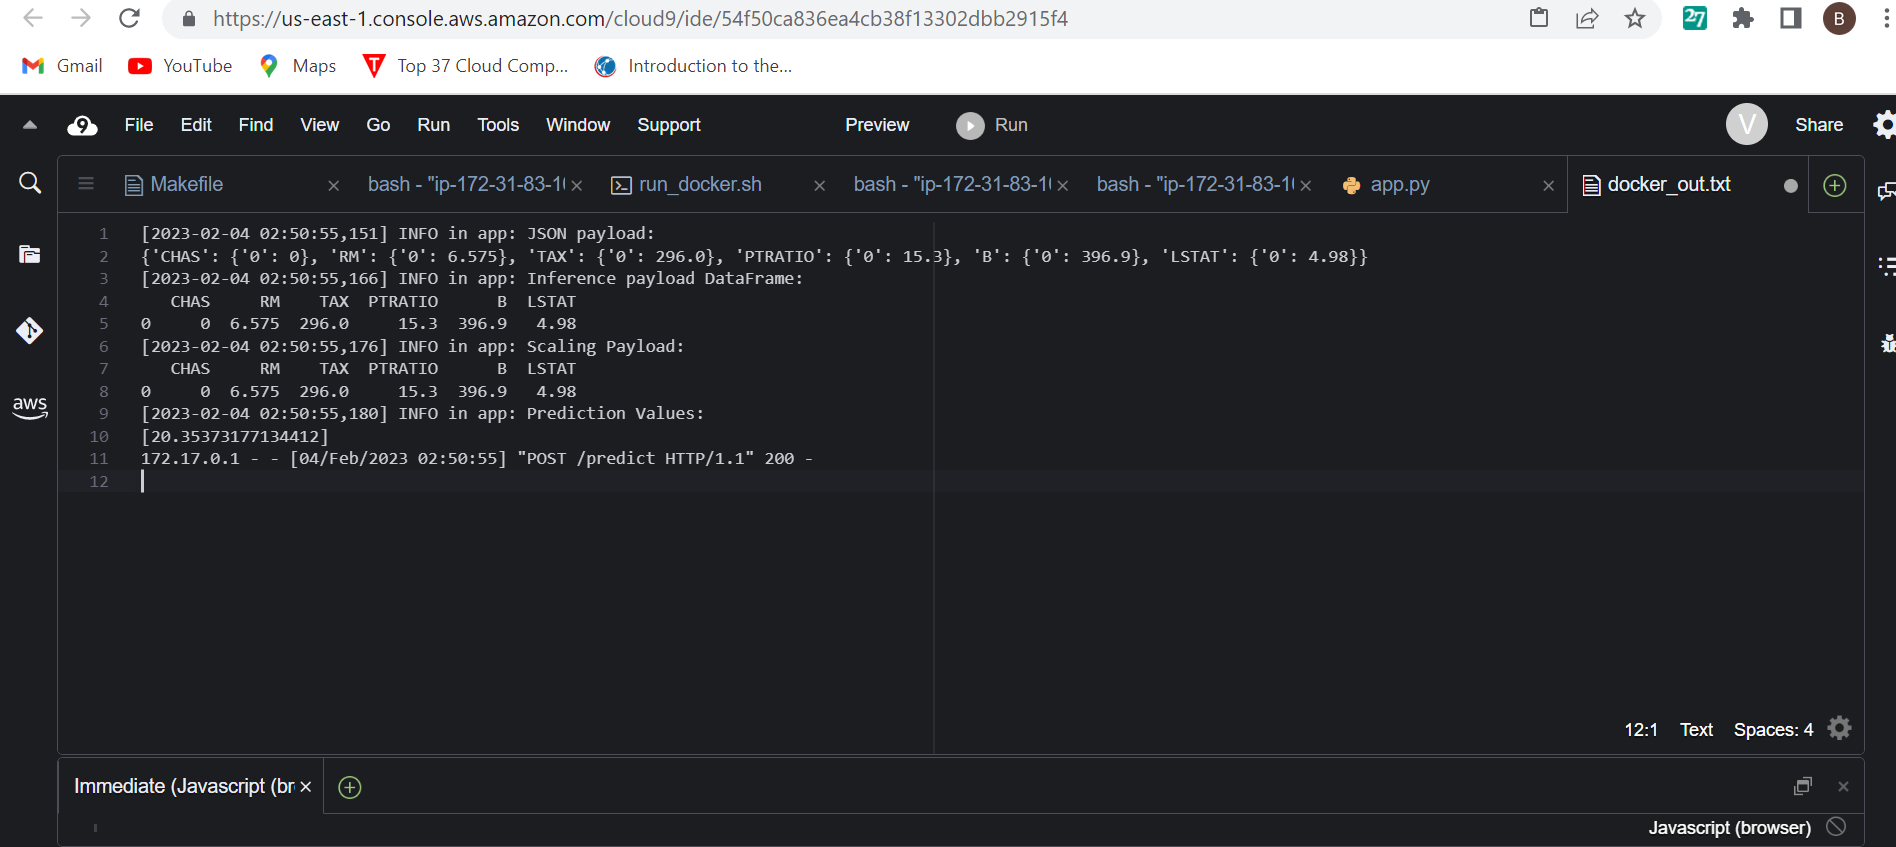 https://us-east-1.console.aws.amazon.com/cloud9/ide/54f50ca836ea4cb38f13302dbb2915f4
27
B
Gmail YouTube Maps Top 37 Cloud Comp... Introduction to the...
9 File Edit Find View Go Run Tools Window Support Preview Run V Share
Makefile bash - "ip-172-31-83-1 run_docker.sh bash - "ip-172-31-83-1 bash - "ip-172-31-83-1 app.py docker_out.txt
aws
1 [2023-02-04 02:50:55,151] INFO in app: JSON payload:
2 {'CHAS': {'0': 0}, 'RM': {'0': 6.575}, 'TAX': {'0': 296.0}, 'PTRATIO': {'0': 15.3}, 'B': {'0': 396.9}, 'LSTAT': {'0': 4.98}}
3 [2023-02-04 02:50:55,166] INFO in app: Inference payload DataFrame:
4 CHAS RM TAX PTRATIO B LSTAT
5 0 0 6.575 296.0 15.3 396.9 4.98
6 [2023-02-04 02:50:55,176] INFO in app: Scaling Payload:
7 CHAS RM TAX PTRATIO B LSTAT
8 0 0 6.575 296.0 15.3 396.9 4.98
9 [2023-02-04 02:50:55,180] INFO in app: Prediction Values:
10 [20.35373177134412]
11 172.17.0.1 - - [04/Feb/2023 02:50:55] "POST /predict HTTP/1.1" 200 -
12
12:1 Text Spaces: 4
Immediate (Javascript (br
Javascript (browser)